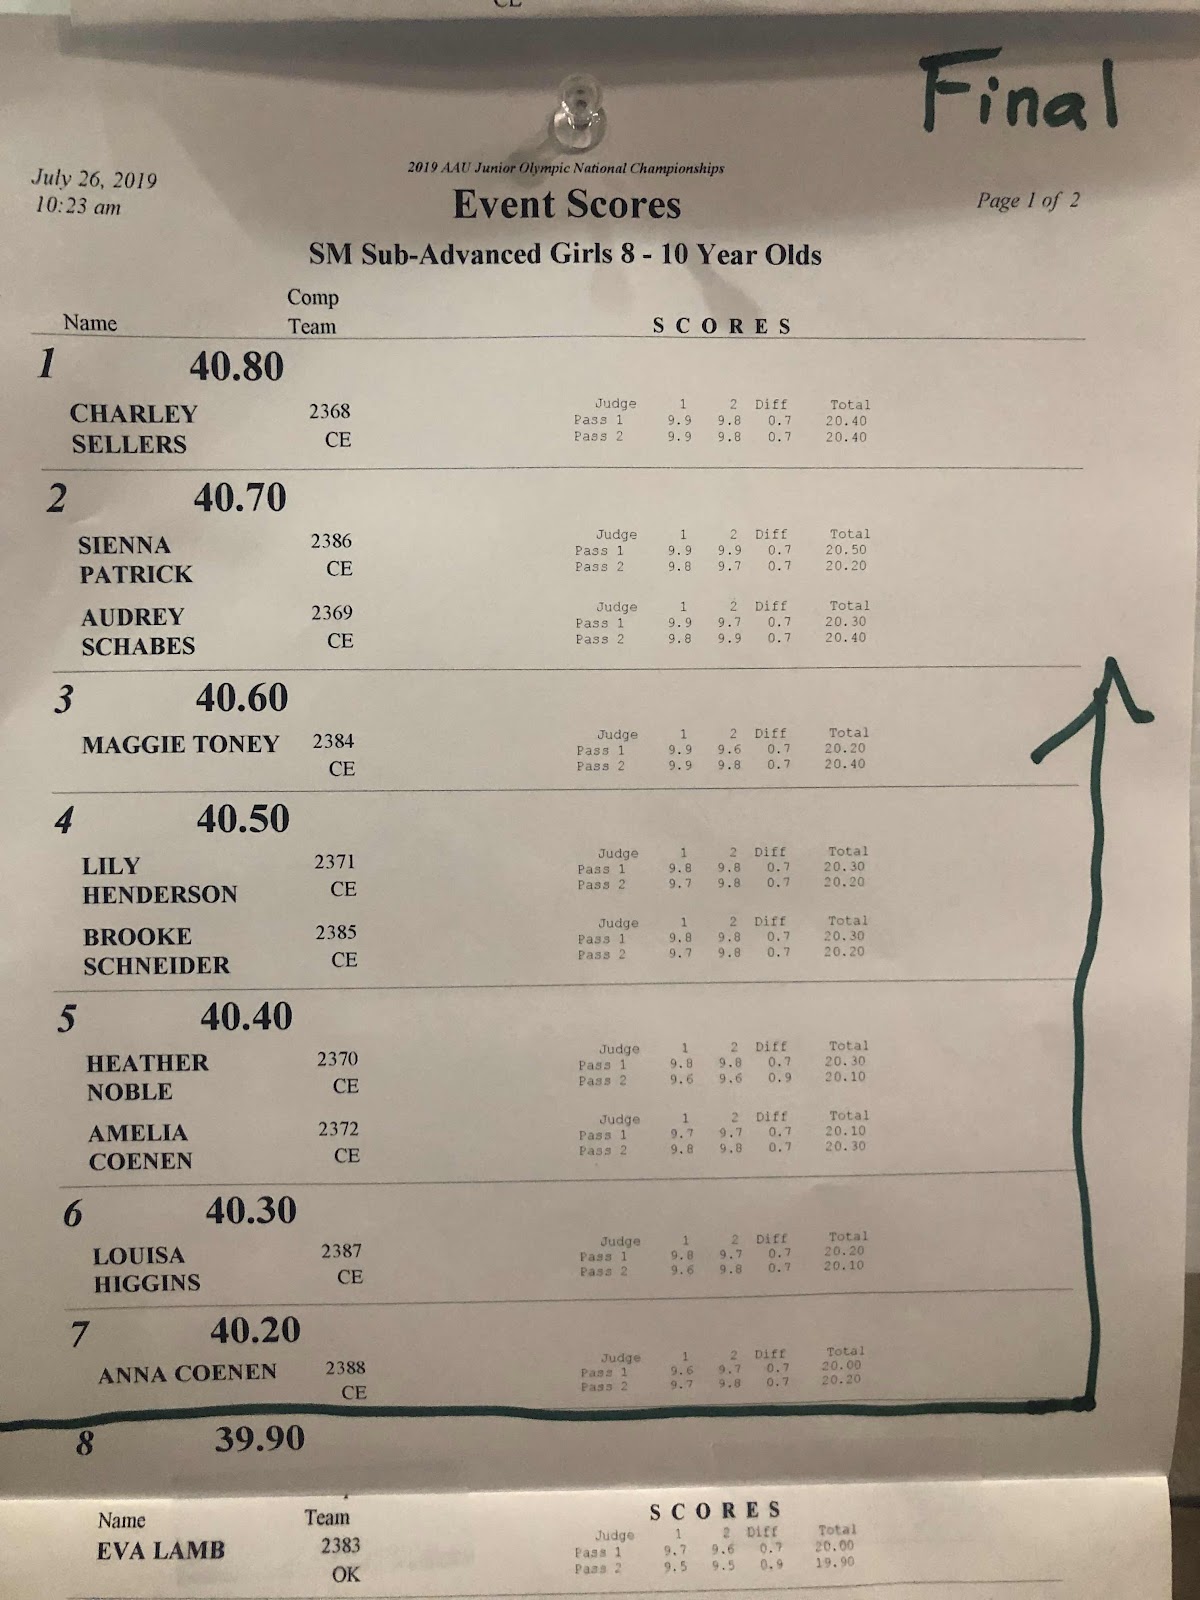 CE
Final
2019 AAU Junior Olympic National Championships
July 26, 2019
10:23 am
Event Scores
Page 1 of 2
SM Sub-Advanced Girls 8 - 10 Year Olds
Comp
Name Team S C O R E S
1 40.80
CHARLEY 2368 Judge 1 2 Diff Total
Pass 1 9.9 9.8 0.7 20.40
SELLERS CE Pass 2 9.9 9.8 0.7 20.40
2 40.70
SIENNA 2386 Judge 1 2 Diff Total
Pass 1 9.9 9.9 0.7 20.50
PATRICK CE Pass 2 9.8 9.7 0.7 20.20
AUDREY 2369 Judge 1 2 Diff Total
Pass 1 9.9 9.7 0.7 20.30
SCHABES CE Pass 2 9.8 9.9 0.7 20.40
3 40.60
MAGGIE TONEY 2384 Judge 1 2 Diff Total
Pass 1 9.9 9.6 0.7 20.20
CE Pass 2 9.9 9.8 0.7 20.40
4 40.50
LILY 2371 Judge 1 2 Diff Total
Pass 1 9.8 9.8 0.7 20.30
HENDERSON CE Pass 2 9.7 9.8 0.7 20.20
BROOKE 2385 Judge 1 2 Diff Total
Pass 1 9.8 9.8 0.7 20.30
SCHNEIDER CE Pass 2 9.7 9.8 0.7 20.20
5 40.40
HEATHER 2370 Judge 1 2 Diff Total
Pass 1 9.8 9.8 0.7 20.30
NOBLE CE Pass 2 9.6 9.6 0.9 20.10
AMELIA 2372 Judge 1 2 Diff Total
Pass 1 9.7 9.7 0.7 20.10
COENEN CE Pass 2 9.8 9.8 0.7 20.30
6 40.30
LOUISA 2387 Judge 1 2 Diff Total
Pass 1 9.8 9.7 0.7 20.20
HIGGINS CE Pass 2 9.6 9.8 0.7 20.10
7 40.20
ANNA COENEN 2388 Judge 1 2 Diff Total
Pass 1 9.6 9.7 0.7 20.00
CE Pass 2 9.7 9.8 0.7 20.20
8 39.90
Name Team S C O R E S
EVA LAMB 2383 Judge 1 2 Diff Total
Pass 1 9.7 9.6 0.7 20.00
OK Pass 2 9.5 9.5 0.9 19.90